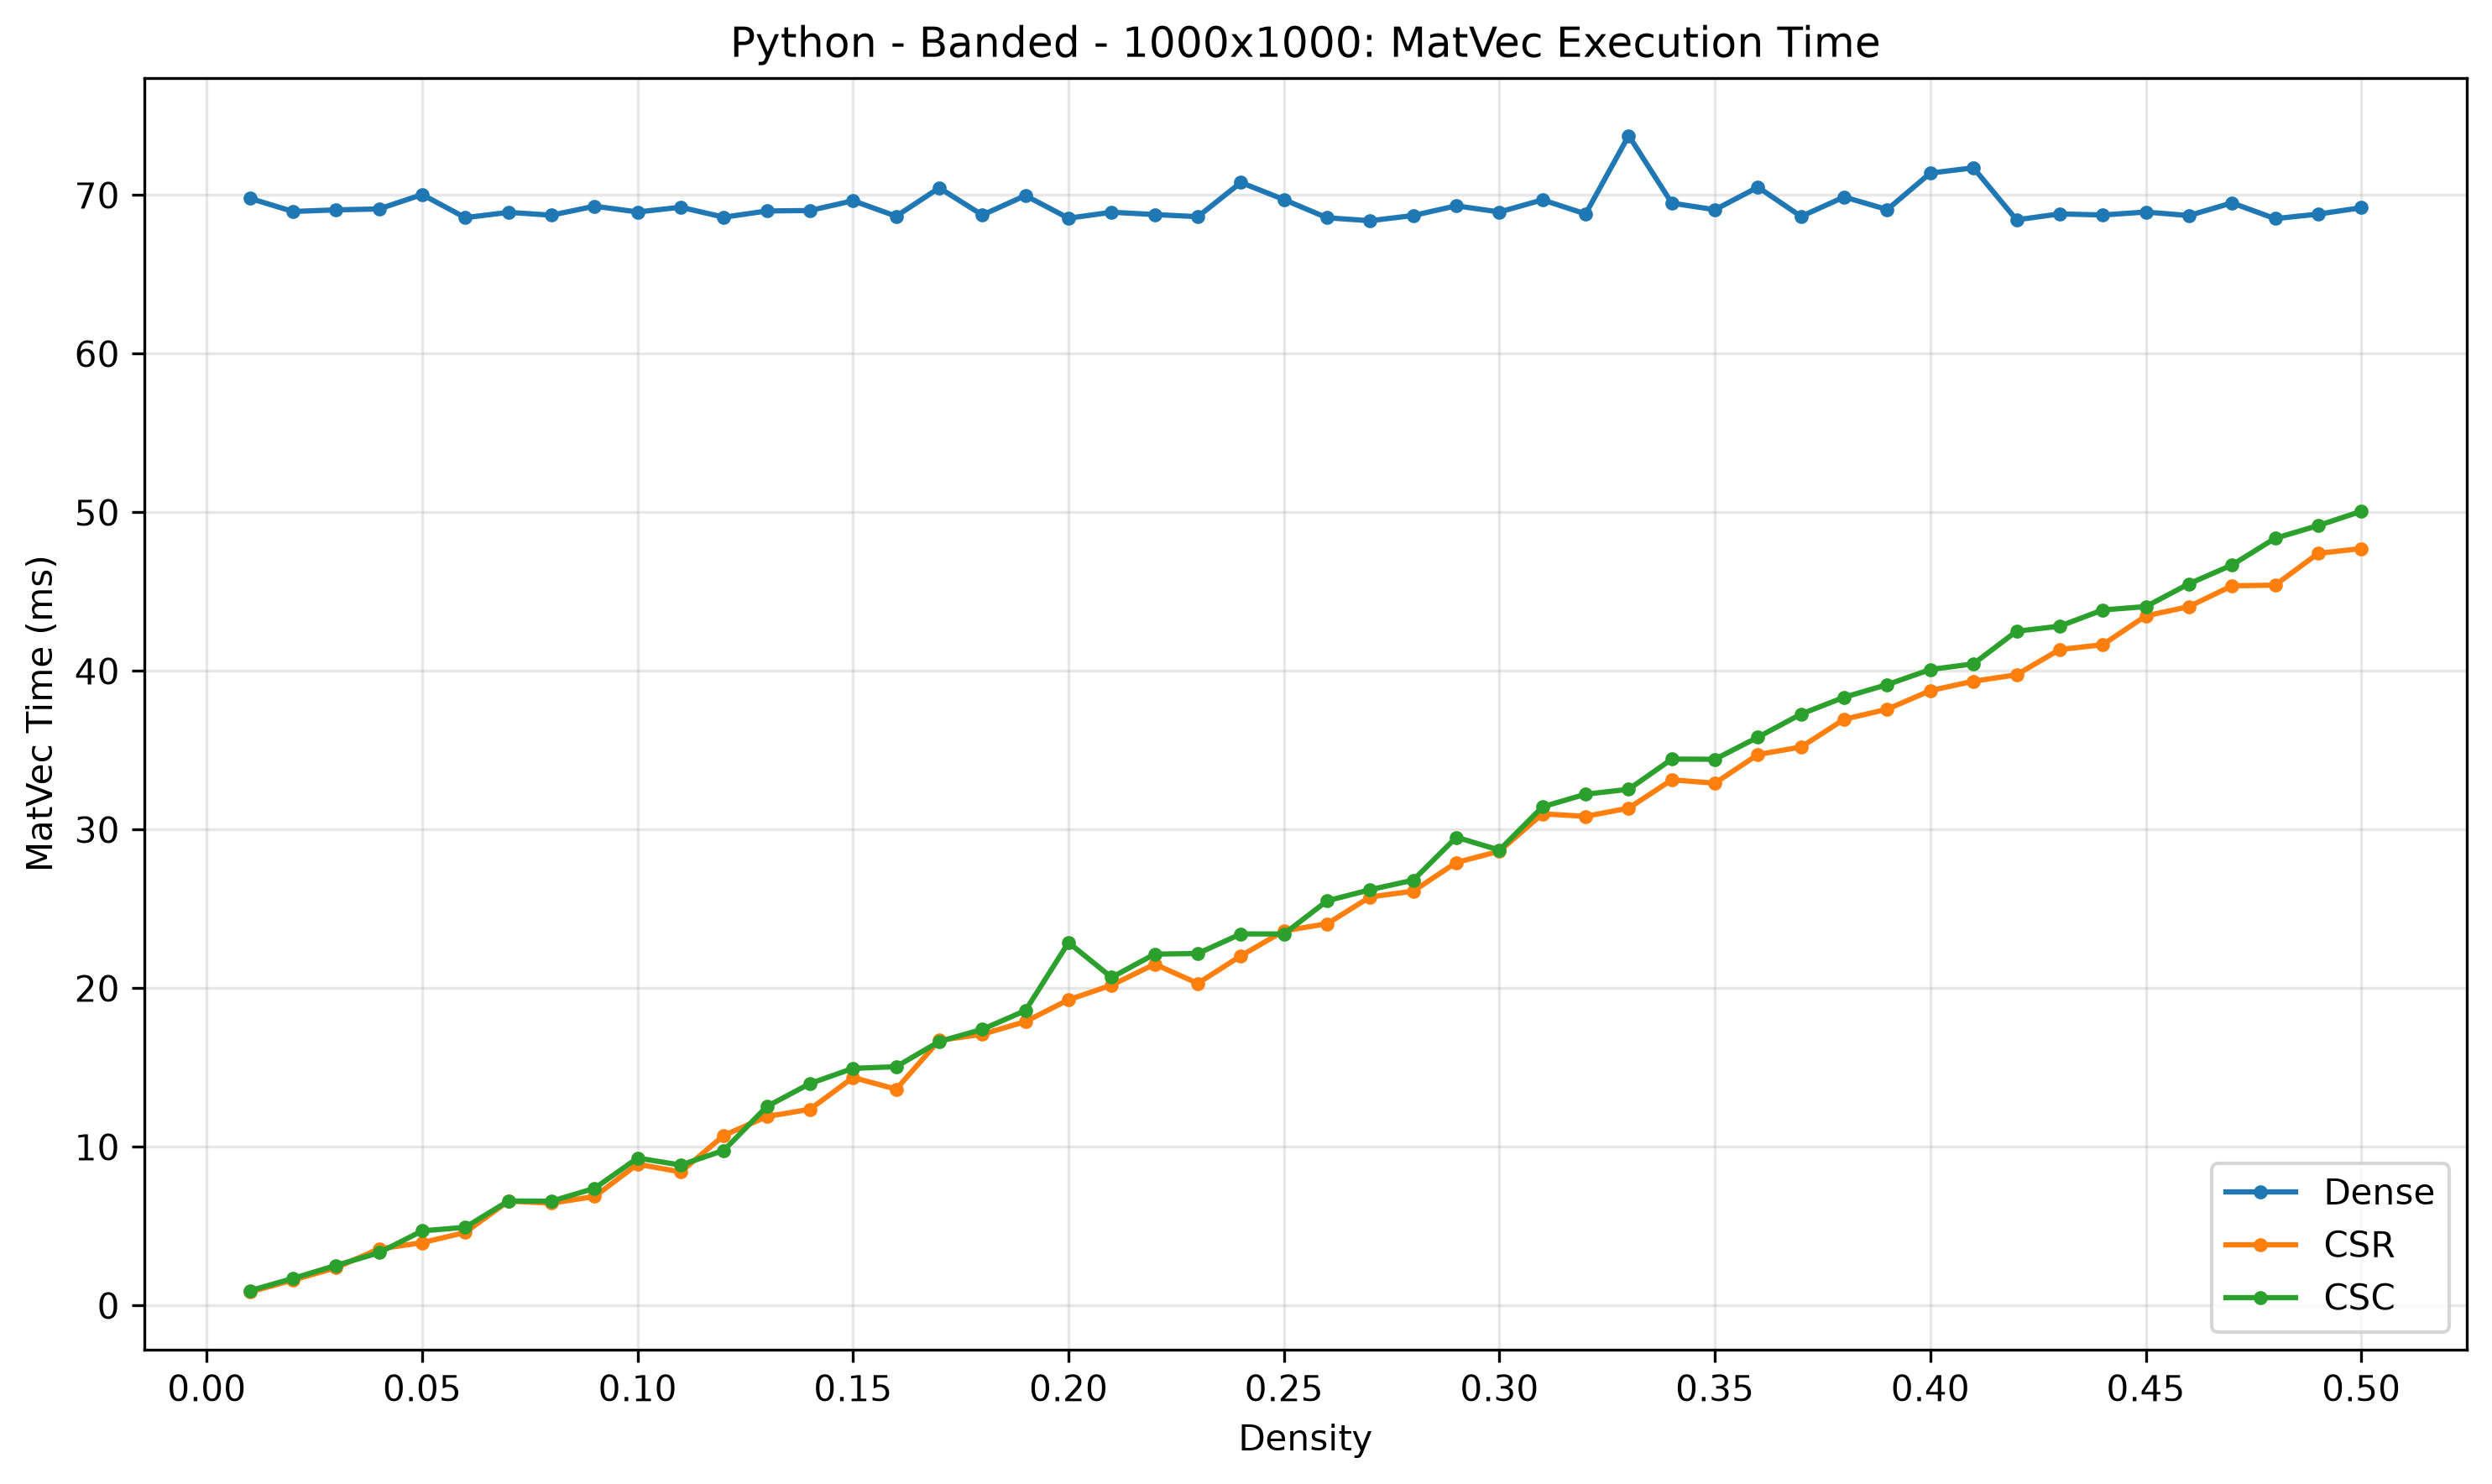 Python - Banded - 1000x1000: MatVec Execution Time
MatVec Time (ms)
70
60
50
40
30
20
10
0
0.00 0.05 0.10 0.15 0.20 0.25 0.30 0.35 0.40 0.45 0.50
Density
Dense
CSR
CSC